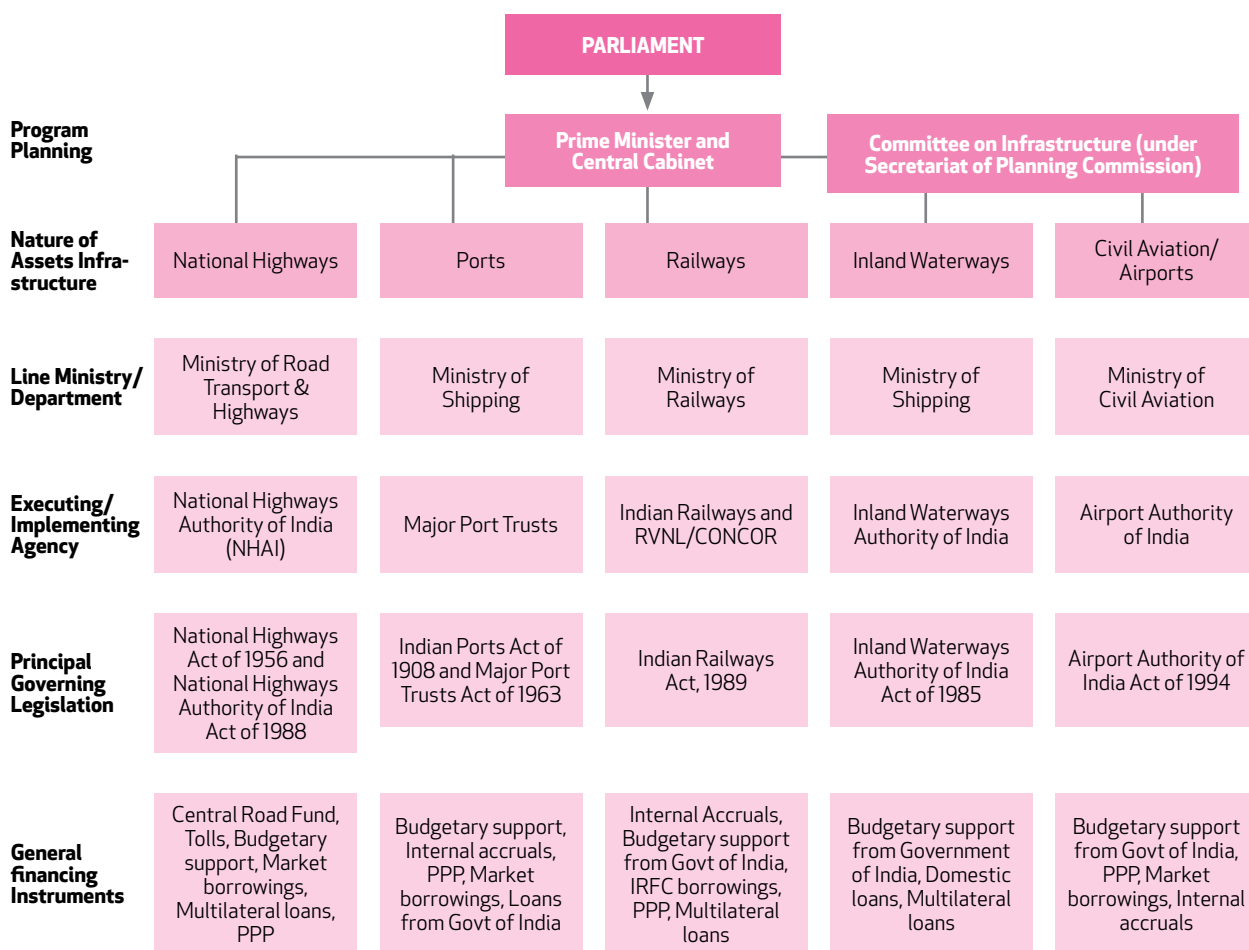 PARLIAMENT
Program
Planning
Prime Minister and
Central Cabinet
Committee on Infrastructure (under
Secretariat of Planning Commission)
Nature of
Assets Infra-
structure
National Highways
Ports
Railways
Inland Waterways
Civil Aviation/
Airports
Line Ministry/
Department
Ministry of Road
Transport &
Highways
Ministry of
Shipping
Ministry of
Railways
Ministry of
Shipping
Ministry of
Civil Aviation
Executing/
Implementing
Agency
National Highways
Authority of India
(NHAI)
Major Port Trusts
Indian Railways and
RVNL/CONCOR
Inland Waterways
Authority of India
Airport Authority
of India
Principal
Governing
Legislation
National Highways
Act of 1956 and
National Highways
Authority of India
Act of 1988
Indian Ports Act of
1908 and Major Port
Trusts Act of 1963
Indian Railways
Act, 1989
Inland Waterways
Authority of India
Act of 1985
Airport Authority of
India Act of 1994
General
financing
Instruments
Central Road Fund,
Tolls, Budgetary
support, Market
borrowings,
Multilateral loans,
PPP
Budgetary support,
Internal accruals,
PPP, Market
borrowings, Loans
from Govt of India
Internal Accruals,
Budgetary support
from Govt of India,
IRFC borrowings,
PPP, Multilateral
loans
Budgetary support
from Government
of India, Domestic
loans, Multilateral
loans
Budgetary support
from Govt of India,
PPP, Market
borrowings, Internal
accruals